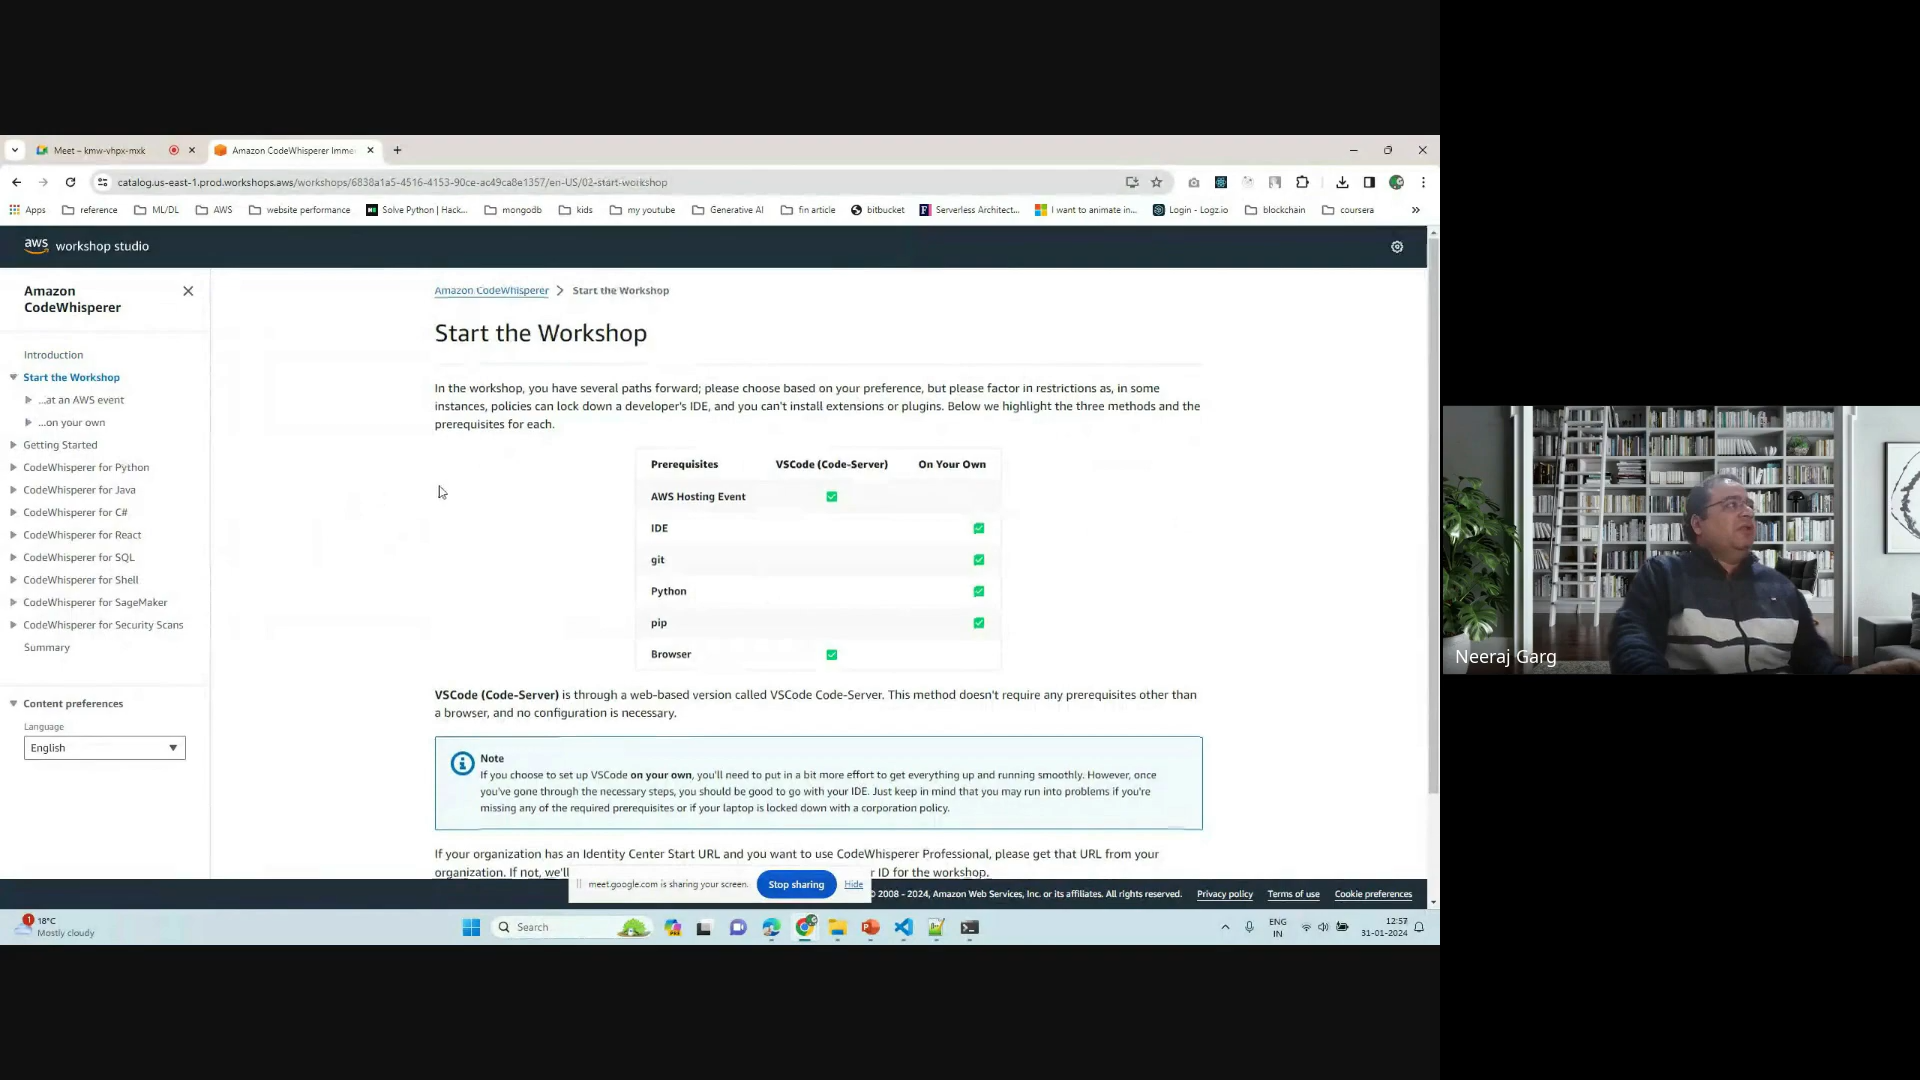 Meet – kmw-vhpx-mxk
Amazon CodeWhisperer Imme
catalog.us-east-1.prod.workshops.aws/workshops/6838a1a5-4516-4153-90ce-ac49ca8e1357/en-US/02-start-workshop
Apps reference ML/DL AWS website performance Solve Python | Hack... mongodb kids my youtube Generative AI fin article bitbucket Serverless Architect... I want to animate in... Login - Logz.io blockchain coursera »
aws workshop studio
Amazon
CodeWhisperer
Introduction
Start the Workshop
...at an AWS event
...on your own
Getting Started
CodeWhisperer for Python
CodeWhisperer for Java
CodeWhisperer for C#
CodeWhisperer for React
CodeWhisperer for SQL
CodeWhisperer for Shell
CodeWhisperer for SageMaker
CodeWhisperer for Security Scans
Summary
Content preferences
Language
English
Amazon CodeWhisperer > Start the Workshop
Start the Workshop
In the workshop, you have several paths forward; please choose based on your preference, but please factor in restrictions as, in some
instances, policies can lock down a developer's IDE, and you can't install extensions or plugins. Below we highlight the three methods and the
prerequisites for each.
Prerequisites VSCode (Code-Server) On Your Own
AWS Hosting Event
IDE
git
Python
pip
Browser
VSCode (Code-Server) is through a web-based version called VSCode Code-Server. This method doesn't require any prerequisites other than
a browser, and no configuration is necessary.
Note
If you choose to set up VSCode on your own, you'll need to put in a bit more effort to get everything up and running smoothly. However, once
you've gone through the necessary steps, you should be good to go with your IDE. Just keep in mind that you may run into problems if you're
missing any of the required prerequisites or if your laptop is locked down with a corporation policy.
If your organization has an Identity Center Start URL and you want to use CodeWhisperer Professional, please get that URL from your
organization. If not, we'll r ID for the workshop.
meet.google.com is sharing your screen. Stop sharing Hide
© 2008 - 2024, Amazon Web Services, Inc. or its affiliates. All rights reserved. Privacy policy Terms of use Cookie preferences
1
18°C
Mostly cloudy
Search
ENG
IN
12:57
31-01-2024
Neeraj Garg